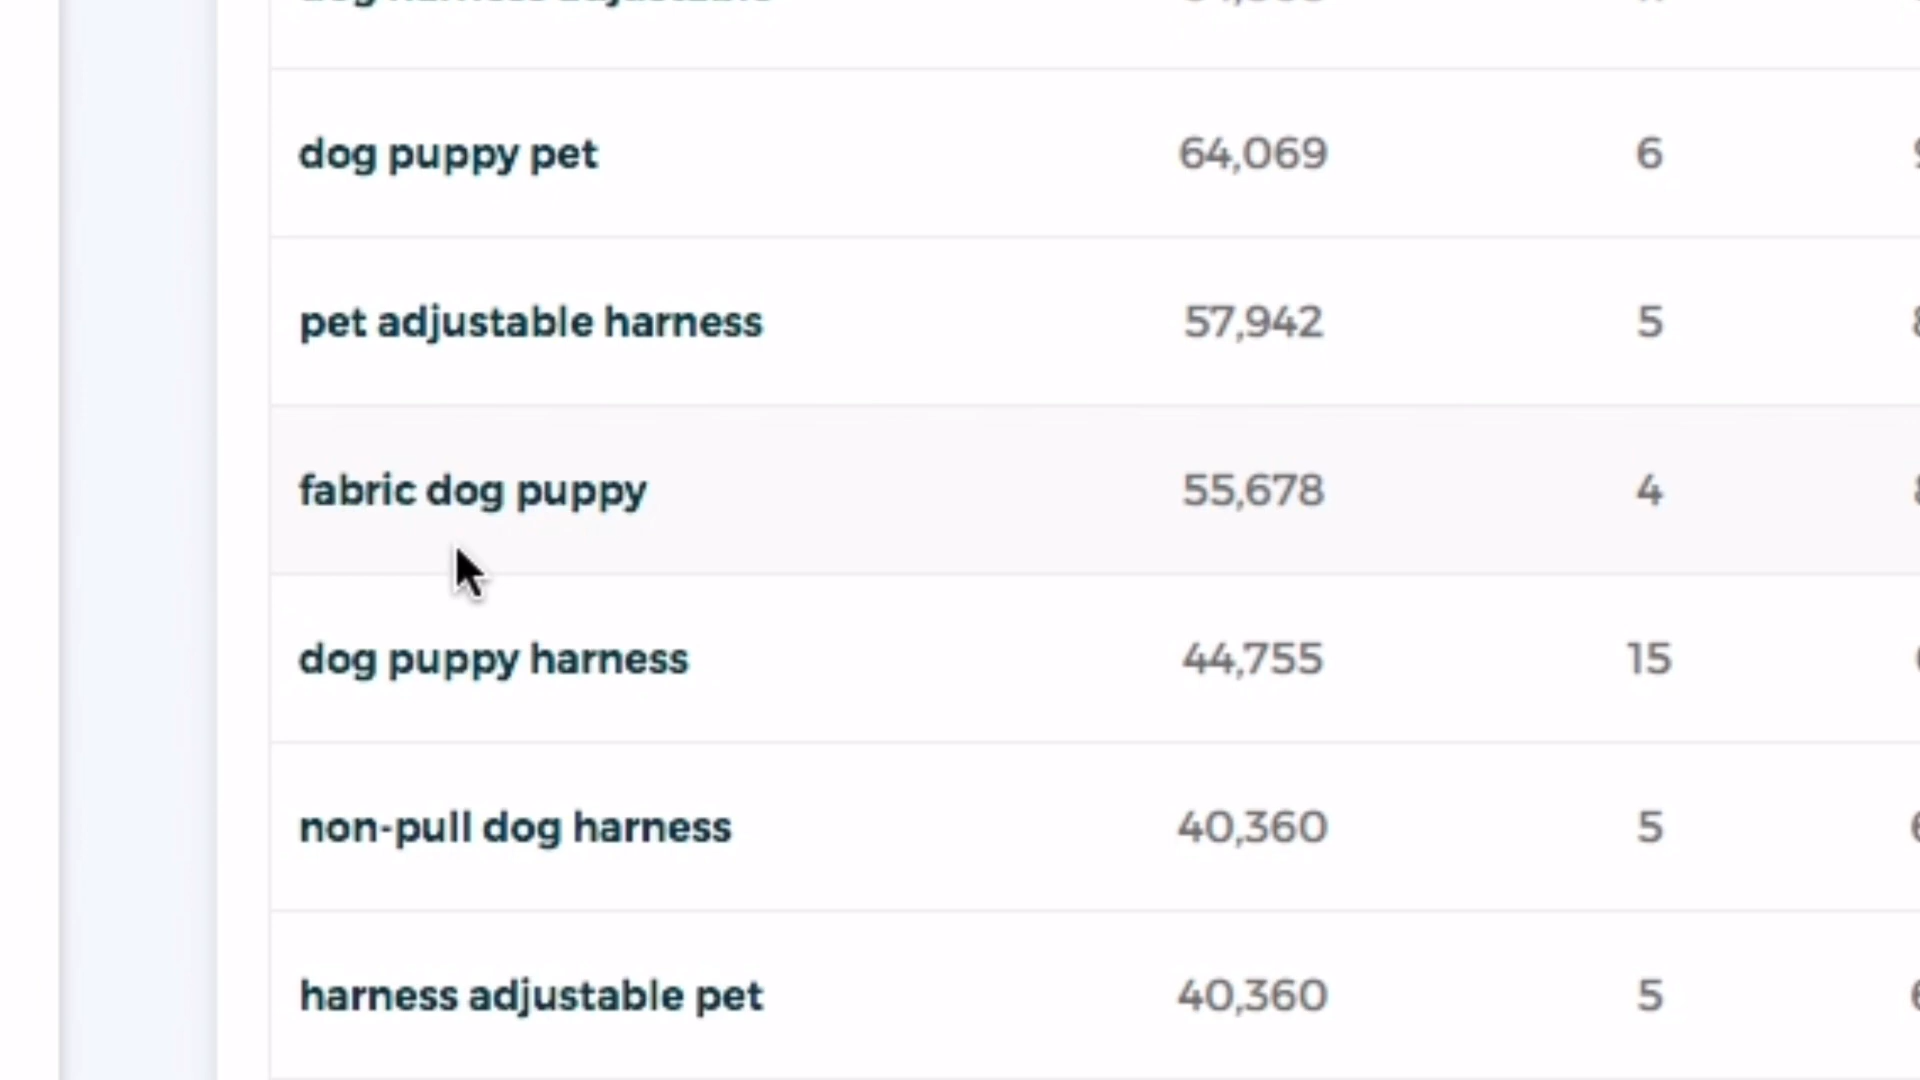 dog puppy pet 64,069 6
pet adjustable harness 57,942 5
fabric dog puppy 55,678 4
dog puppy harness 44,755 15
non-pull dog harness 40,360 5
harness adjustable pet 40,360 5